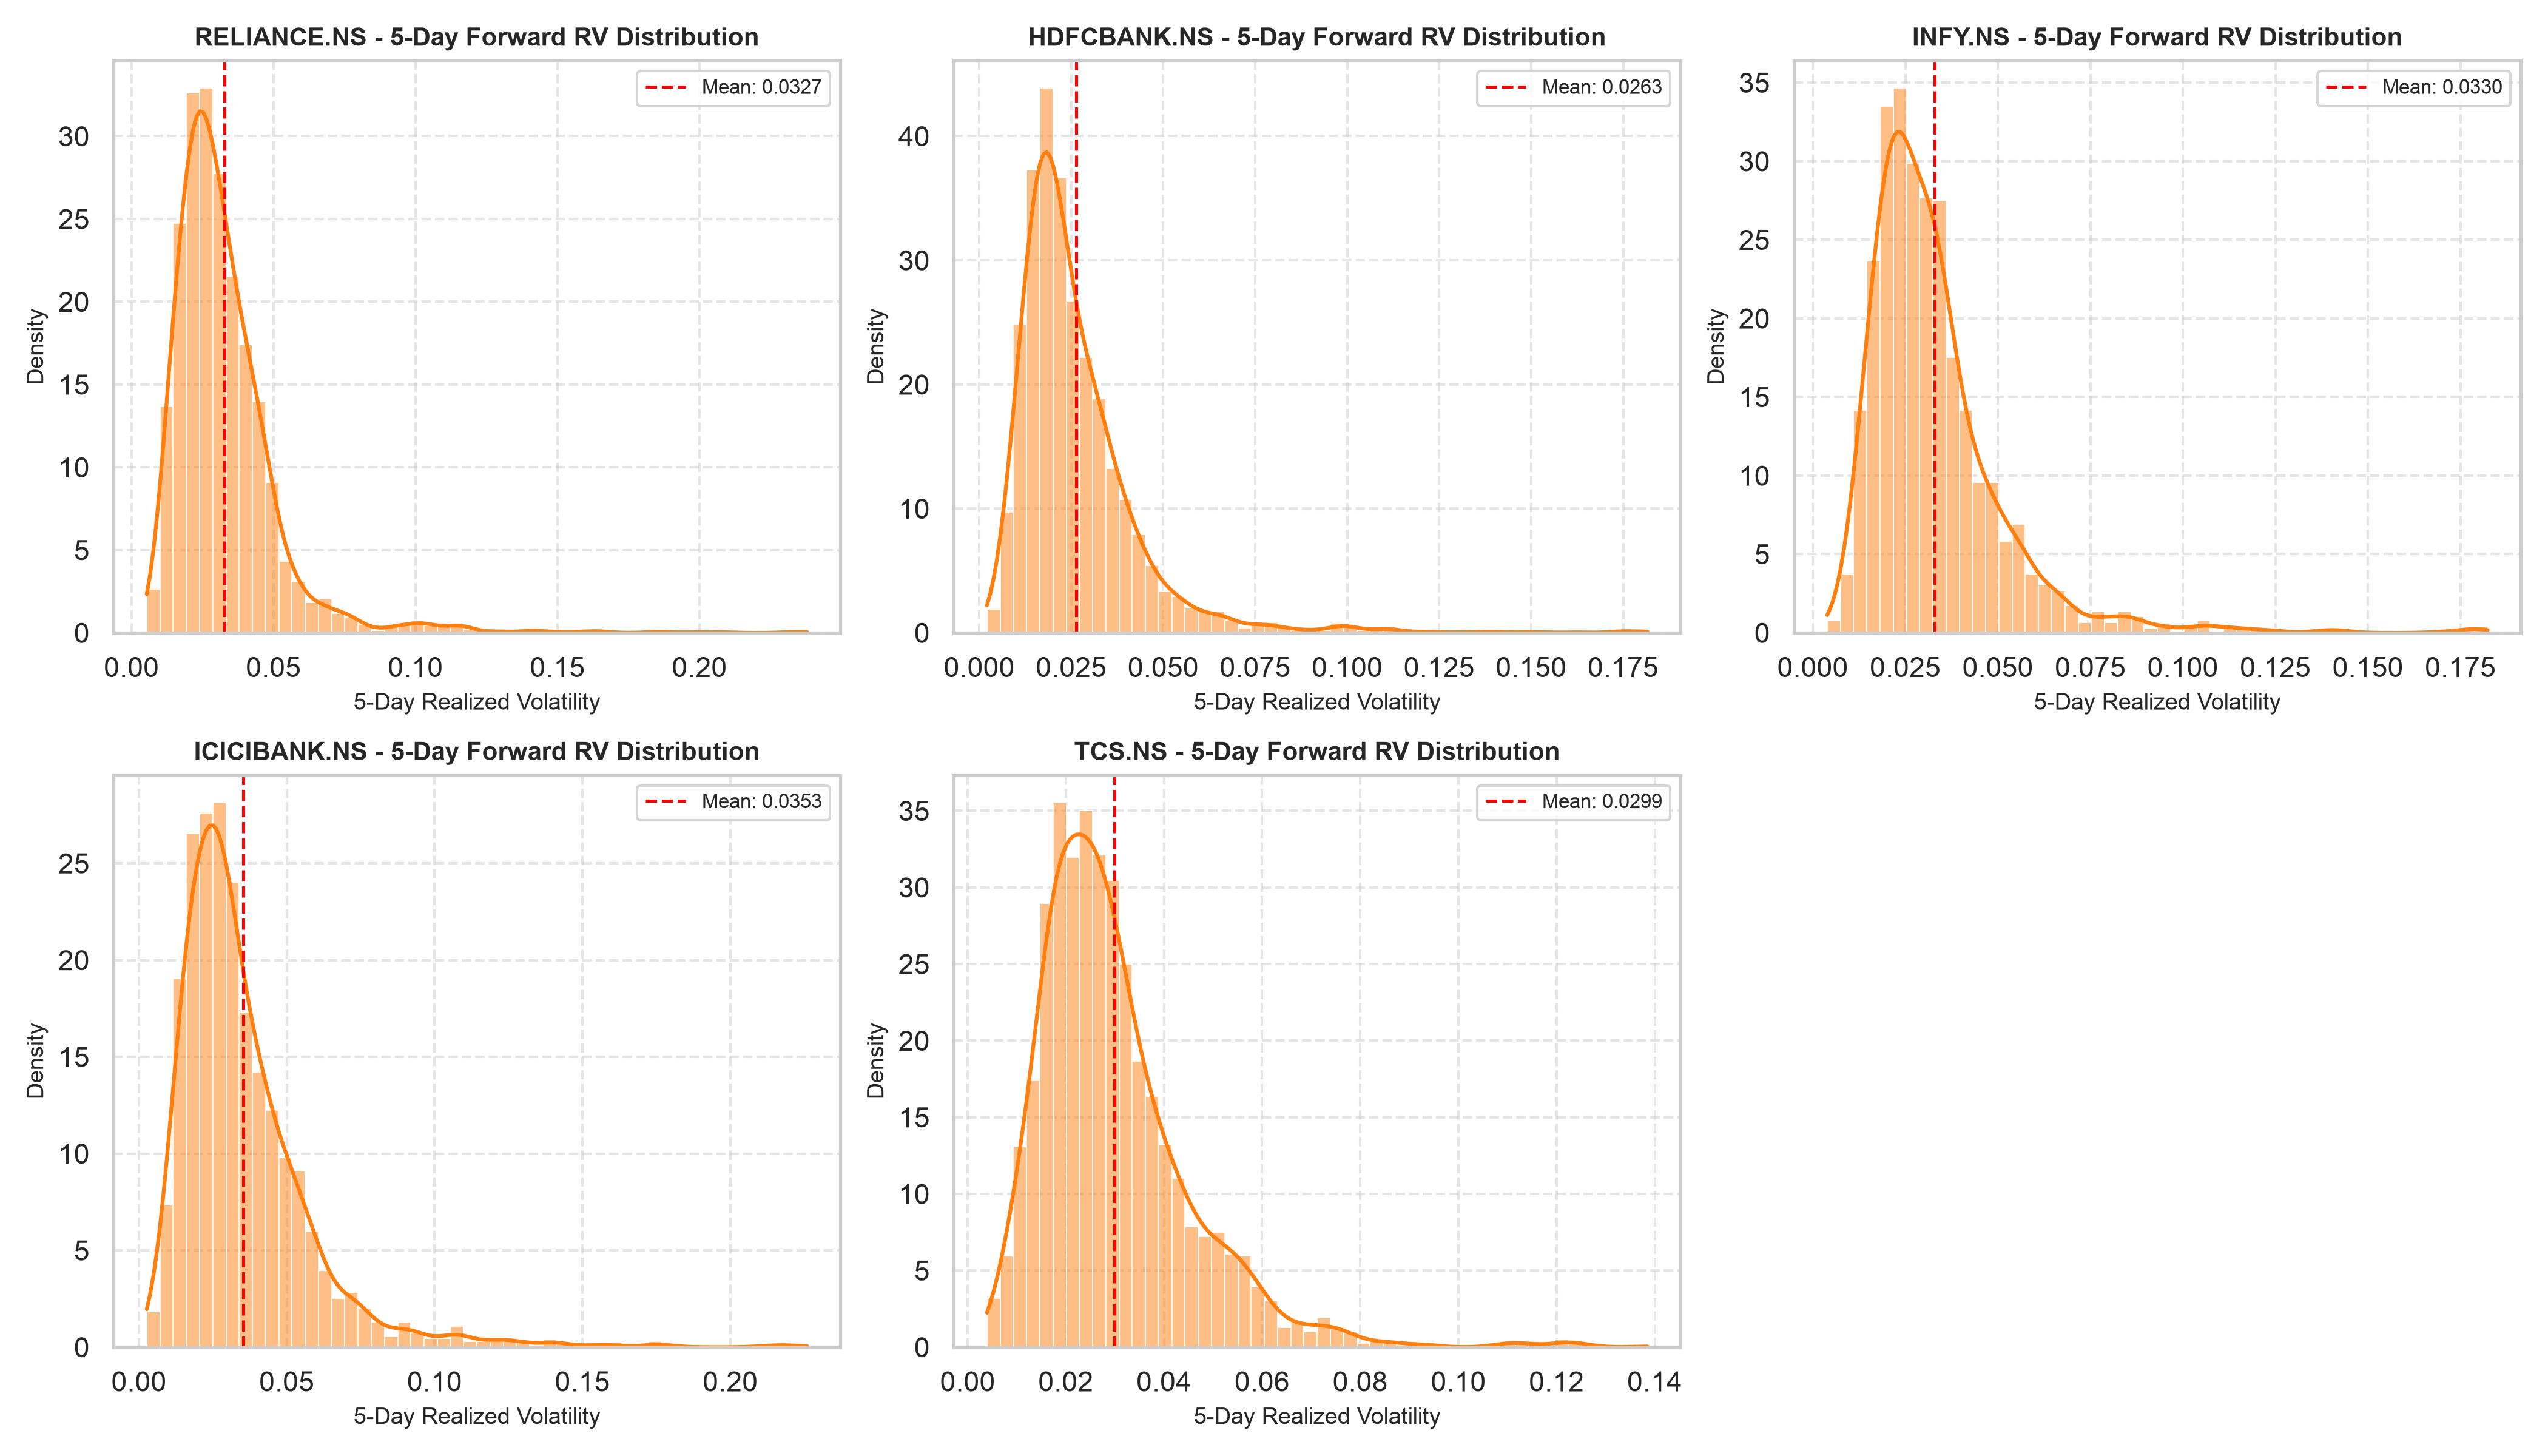 RELIANCE.NS - 5-Day Forward RV Distribution
Mean: 0.0327
Density
30
25
20
15
10
5
0
0.00 0.05 0.10 0.15 0.20
5-Day Realized Volatility
HDFCBANK.NS - 5-Day Forward RV Distribution
Mean: 0.0263
Density
40
30
20
10
0
0.000 0.025 0.050 0.075 0.100 0.125 0.150 0.175
5-Day Realized Volatility
INFY.NS - 5-Day Forward RV Distribution
Mean: 0.0330
Density
35
30
25
20
15
10
5
0
0.000 0.025 0.050 0.075 0.100 0.125 0.150 0.175
5-Day Realized Volatility
ICICIBANK.NS - 5-Day Forward RV Distribution
Mean: 0.0353
Density
25
20
15
10
5
0
0.00 0.05 0.10 0.15 0.20
5-Day Realized Volatility
TCS.NS - 5-Day Forward RV Distribution
Mean: 0.0299
Density
35
30
25
20
15
10
5
0
0.00 0.02 0.04 0.06 0.08 0.10 0.12 0.14
5-Day Realized Volatility